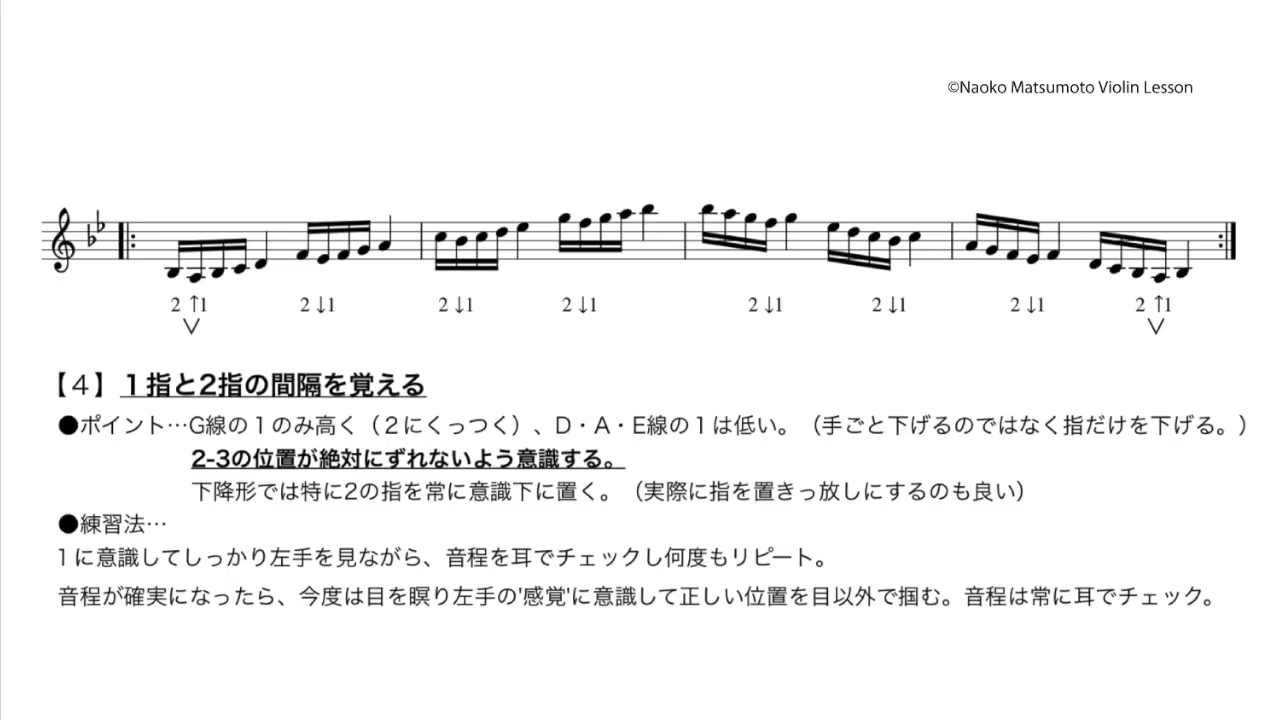 ©Naoko Matsumoto Violin Lesson
2 ↑1 2 ↓1 2 ↓1 2 ↓1 2 ↓1 2 ↓1 2 ↓1 2 ↑1
【４】１指と2指の間隔を覚える
●ポイント…G線の１のみ高く（２にくっつく）、D・A・E線の１は低い。（手ごと下げるのではなく指だけを下げる。）
2-3の位置が絶対にずれないよう意識する。
下降形では特に2の指を常に意識下に置く。（実際に指を置きっ放しにするのも良い）
●練習法…
１に意識してしっかり左手を見ながら、音程を耳でチェックし何度もリピート。
音程が確実になったら、今度は目を瞑り左手の'感覚'に意識して正しい位置を目以外で掴む。音程は常に耳でチェック。